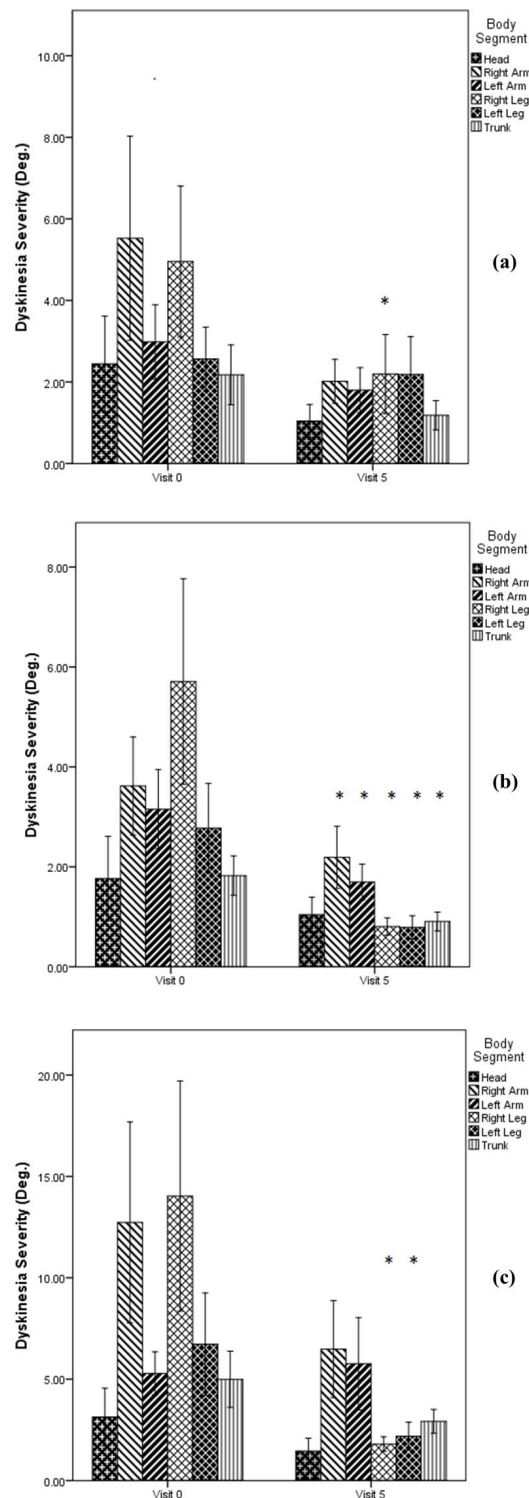 Body
Segment
Head
Right Arm
Left Arm
Right Leg
Left Leg
Trunk
Dyskinesia Severity (Deg.)
10.00
8.00
6.00
4.00
2.00
0.00
*
Visit 0
Visit 5
(a)
Body
Segment
Head
Right Arm
Left Arm
Right Leg
Left Leg
Trunk
Dyskinesia Severity (Deg.)
8.00
6.00
4.00
2.00
0.00
* * * * *
Visit 0
Visit 5
(b)
Body
Segment
Head
Right Arm
Left Arm
Right Leg
Left Leg
Trunk
Dyskinesia Severity (Deg.)
20.00
15.00
10.00
5.00
0.00
* *
Visit 0
Visit 5
(c)